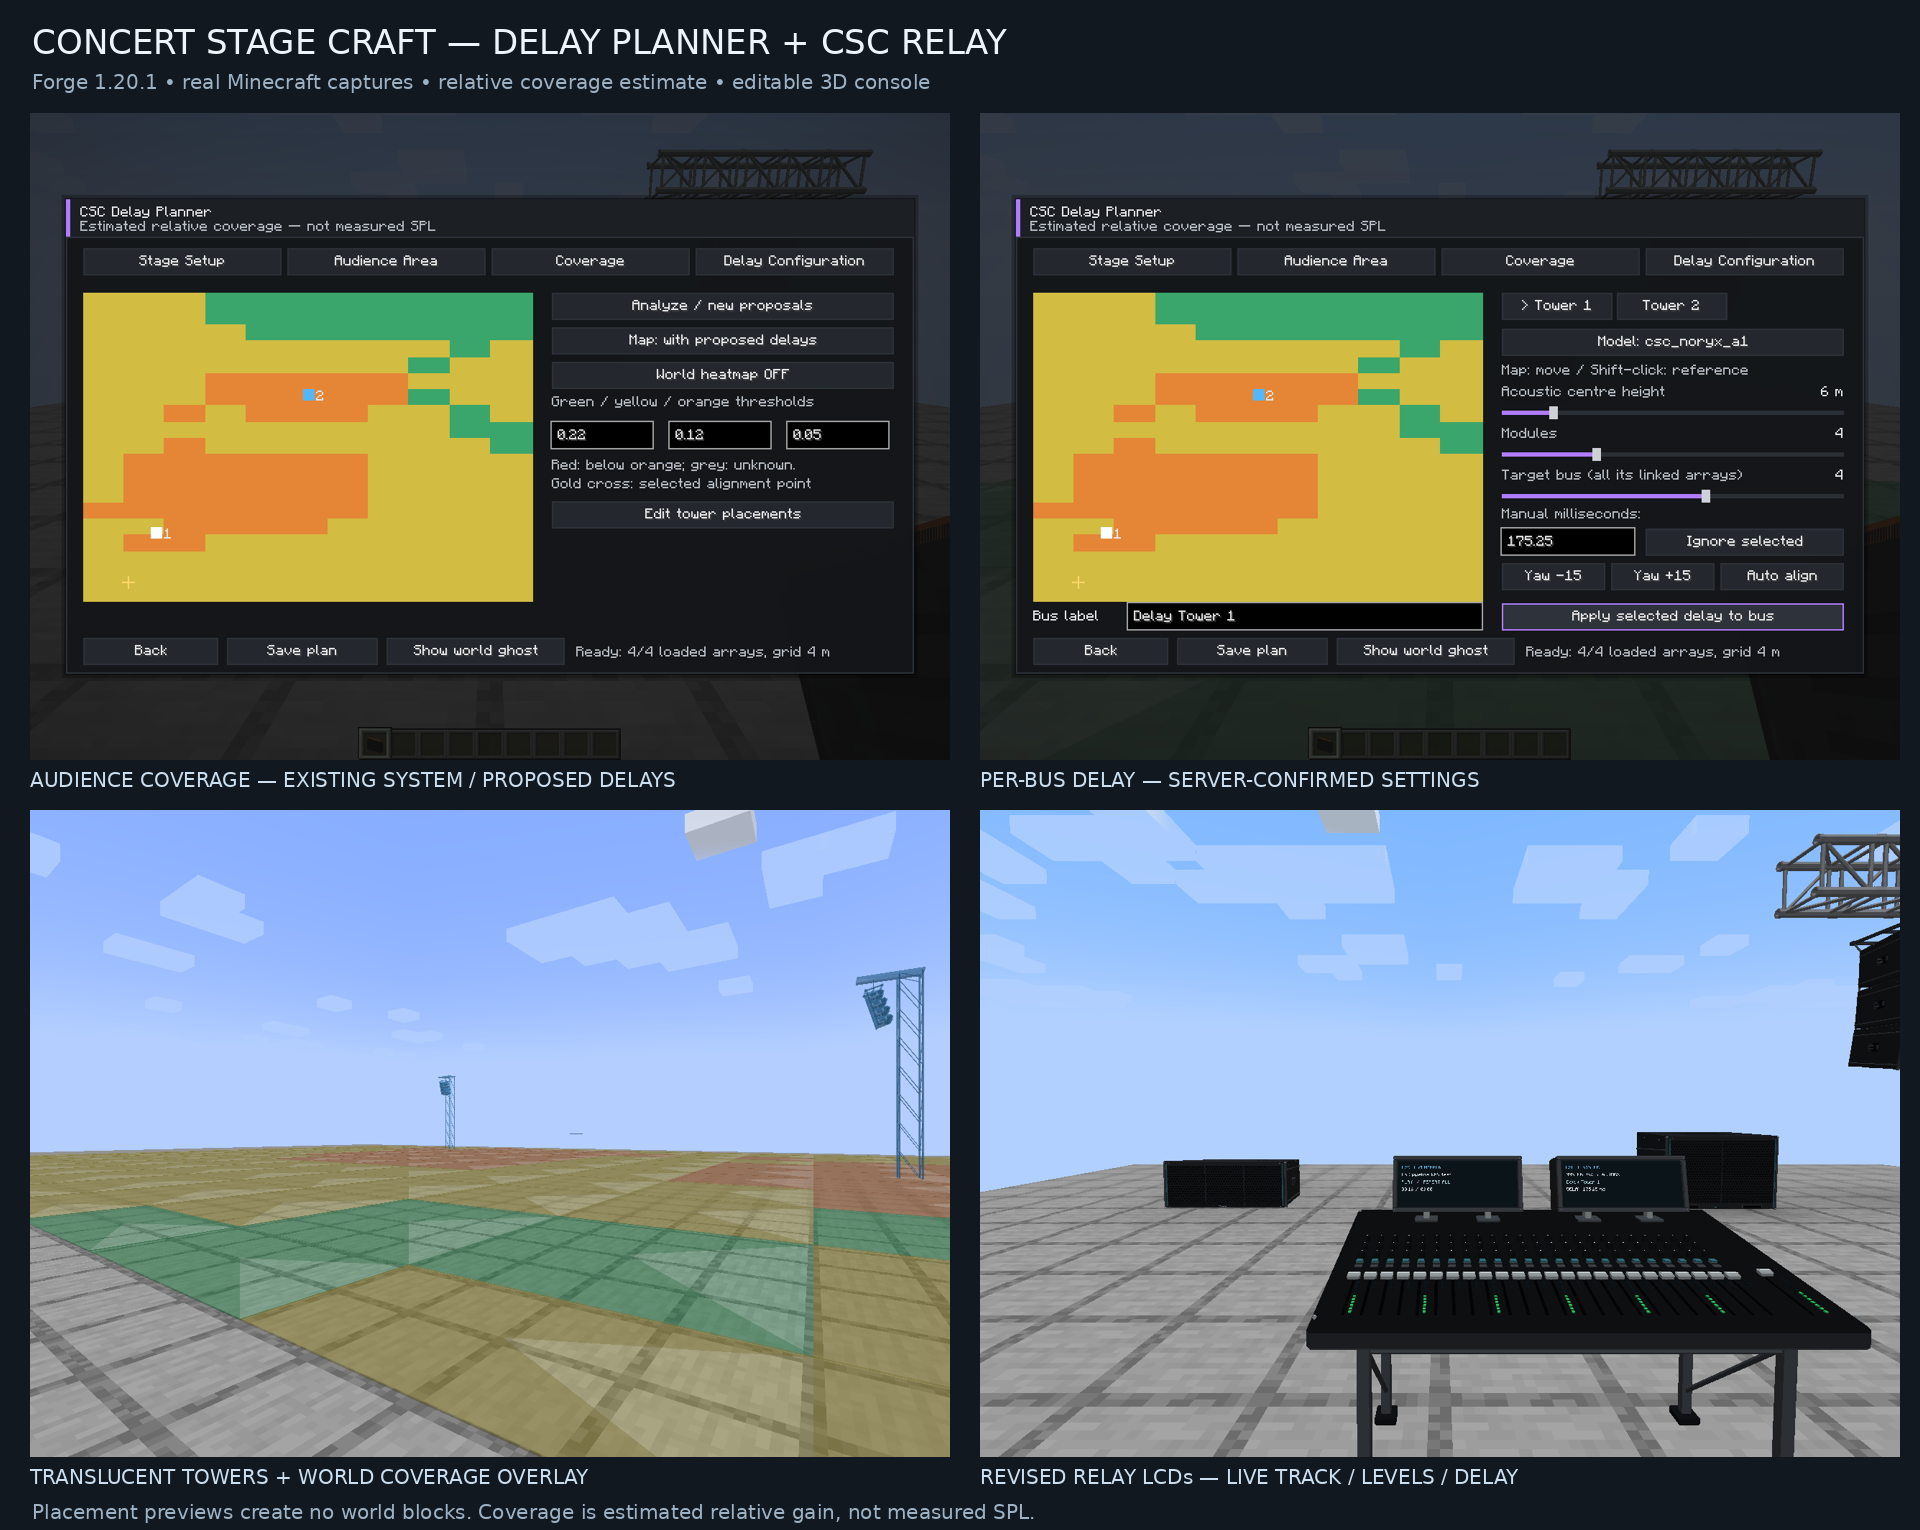 CONCERT STAGE CRAFT — DELAY PLANNER + CSC RELAY
Forge 1.20.1 • real Minecraft captures • relative coverage estimate • editable 3D console
CSC Delay Planner
Estimated relative coverage — not measured SPL
Stage Setup
Audience Area
Coverage
Delay Configuration
Analyze / new proposals
Map: with proposed delays
World heatmap OFF
Green / yellow / orange thresholds
0.22
0.12
0.05
Red: below orange; grey: unknown.
Gold cross: selected alignment point
Edit tower placements
2
1
Back
Save plan
Show world ghost
Ready: 4/4 loaded arrays, grid 4 m
AUDIENCE COVERAGE — EXISTING SYSTEM / PROPOSED DELAYS
CSC Delay Planner
Estimated relative coverage — not measured SPL
Stage Setup
Audience Area
Coverage
Delay Configuration
> Tower 1
Tower 2
Model: csc_noryx_a1
Map: move / Shift-click: reference
Acoustic centre height 6 m
Modules 4
Target bus (all its linked arrays) 4
Manual milliseconds:
175.25
Ignore selected
Yaw -15
Yaw +15
Auto align
2
1
Bus label
Delay Tower 1
Apply selected delay to bus
Back
Save plan
Show world ghost
Ready: 4/4 loaded arrays, grid 4 m
PER-BUS DELAY — SERVER-CONFIRMED SETTINGS
TRANSLUCENT TOWERS + WORLD COVERAGE OVERLAY
REVISED RELAY LCDs — LIVE TRACK / LEVELS / DELAY
Placement previews create no world blocks. Coverage is estimated relative gain, not measured SPL.